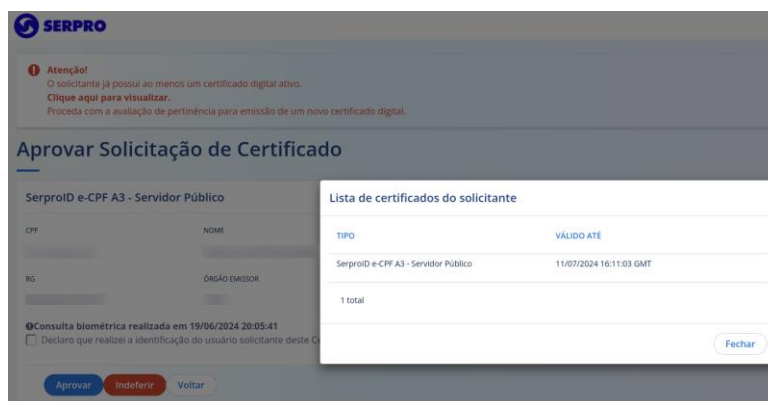 SERPRO
Atenção!
O solicitante já possui ao menos um certificado digital ativo.
Clique aqui para visualizar.
Proceda com a avaliação de pertinência para emissão de um novo certificado digital.
Aprovar Solicitação de Certificado
SerproID e-CPF A3 - Servidor Público
CPF NOME
RG ÓRGÃO EMISSOR
Consulta biométrica realizada em 19/06/2024 20:05:41
Declaro que realizei a identificação do usuário solicitante deste
Aprovar Indeferir Voltar
Lista de certificados do solicitante
TIPO VÁLIDO ATÉ
SerproID e-CPF A3 - Servidor Público 11/07/2024 16:11:03 GMT
1 total
Fechar